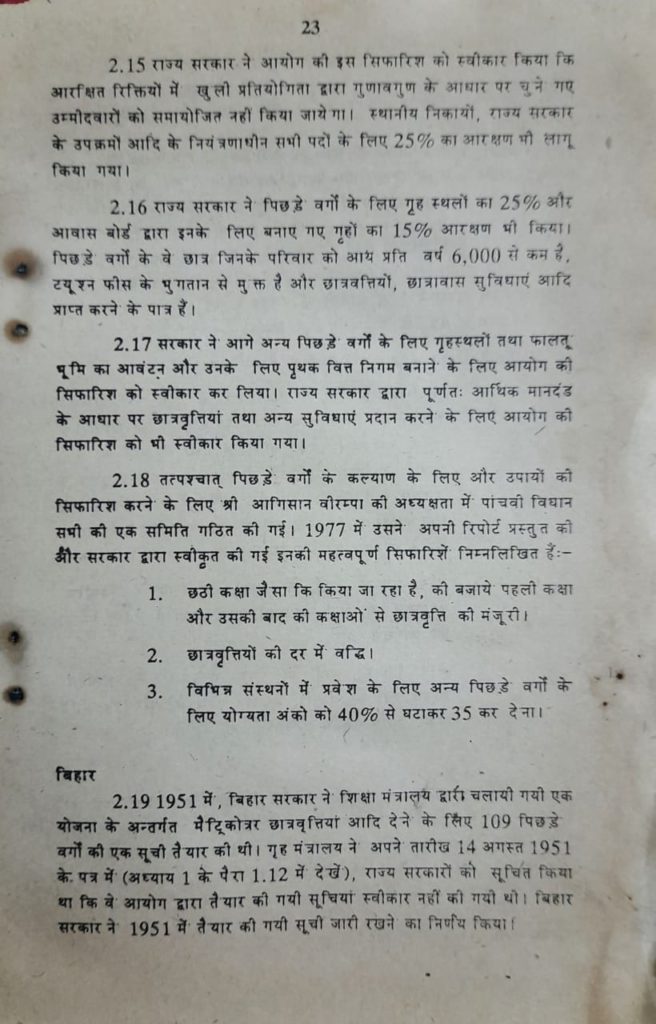 23
2.15 राज्य सरकार ने आयोग की इस सिफारिश को स्वीकार किया कि
आरक्षित रिक्तियों में खुली प्रतियोगिता द्वारा गुणावगुण के आधार पर चुने गए
उम्मीदवारों को समायोजित नहीं किया जायेगा। स्थानीय निकायों, राज्य सरकार
के उपक्रमों आदि के नियंत्रणाधीन सभी पदों के लिए 25% का आरक्षण भी लागू
किया गया।
2.16 राज्य सरकार ने पिछड़े वर्गों के लिए गृह स्थलों का 25% और
आवास बोर्ड द्वारा इनके लिए बनाए गए गृहों का 15% आरक्षण भी किया।
पिछड़े वर्गों के वे छात्र जिनके परिवार को आय प्रति वर्ष 6,000 से कम है,
टयूशन फीस के भुगतान से मुक्त है और छात्रवत्तियों, छात्रावास सुविधाएं आदि
प्राप्त करने के पात्र हैं।
2.17 सरकार ने आगे अन्य पिछड़े वर्गों के लिए गृहस्थलों तथा फालतू
भूमि का आवंटन और उनके लिए पृथक वित्त निगम बनाने के लिए आयोग की
सिफारिश को स्वीकार कर लिया। राज्य सरकार द्वारा पूर्णतः आर्थिक मानदंड
के आधार पर छात्रवृत्तियां तथा अन्य सुविधाएं प्रदान करने के लिए आयोग की
सिफारिश को भी स्वीकार किया गया।
2.18 तत्पश्चात् पिछड़े वर्गों के कल्याण के लिए और उपायों की
सिफारिश करने के लिए श्री आगिसान वीरम्पा की अध्यक्षता में पांचवी विधान
सभी की एक समिति गठित की गई। 1977 में उसने अपनी रिपोर्ट प्रस्तुत की
और सरकार द्वारा स्वीकृत की गई इनकी महत्वपूर्ण सिफारिशें निम्नलिखित हैं:–
1. छठी कक्षा जैसा कि किया जा रहा है, की बजाये पहली कक्षा
और उसकी बाद की कक्षाओं से छात्रवृत्ति की मंजूरी।
2. छात्रवृत्तियों की दर में वद्धि।
3. विभिन्न संस्थनों में प्रवेश के लिए अन्य पिछड़े वर्गों के
लिए योग्यता अंको को 40% से घटाकर 35 कर देना।
बिहार
2.19 1951 में, बिहार सरकार ने शिक्षा मंत्रालय द्वारा चलायी गयी एक
योजना के अन्तर्गत मैट्रिकोत्रर छात्रवृत्तियां आदि देने के लिए 109 पिछड़े
वर्गों की एक सूची तैयार की थी। गृह मंत्रालय ने अपने तारीख 14 अगस्त 1951
के पत्र में (अध्याय 1 के पैरा 1.12 में देखें), राज्य सरकारों को सूचित किया
था कि वे आयोग द्वारा तैयार की गयी सूचियां स्वीकार नहीं की गयी थी। बिहार
सरकार ने 1951 में तैयार की गयी सूची जारी रखने का निर्णय किया।